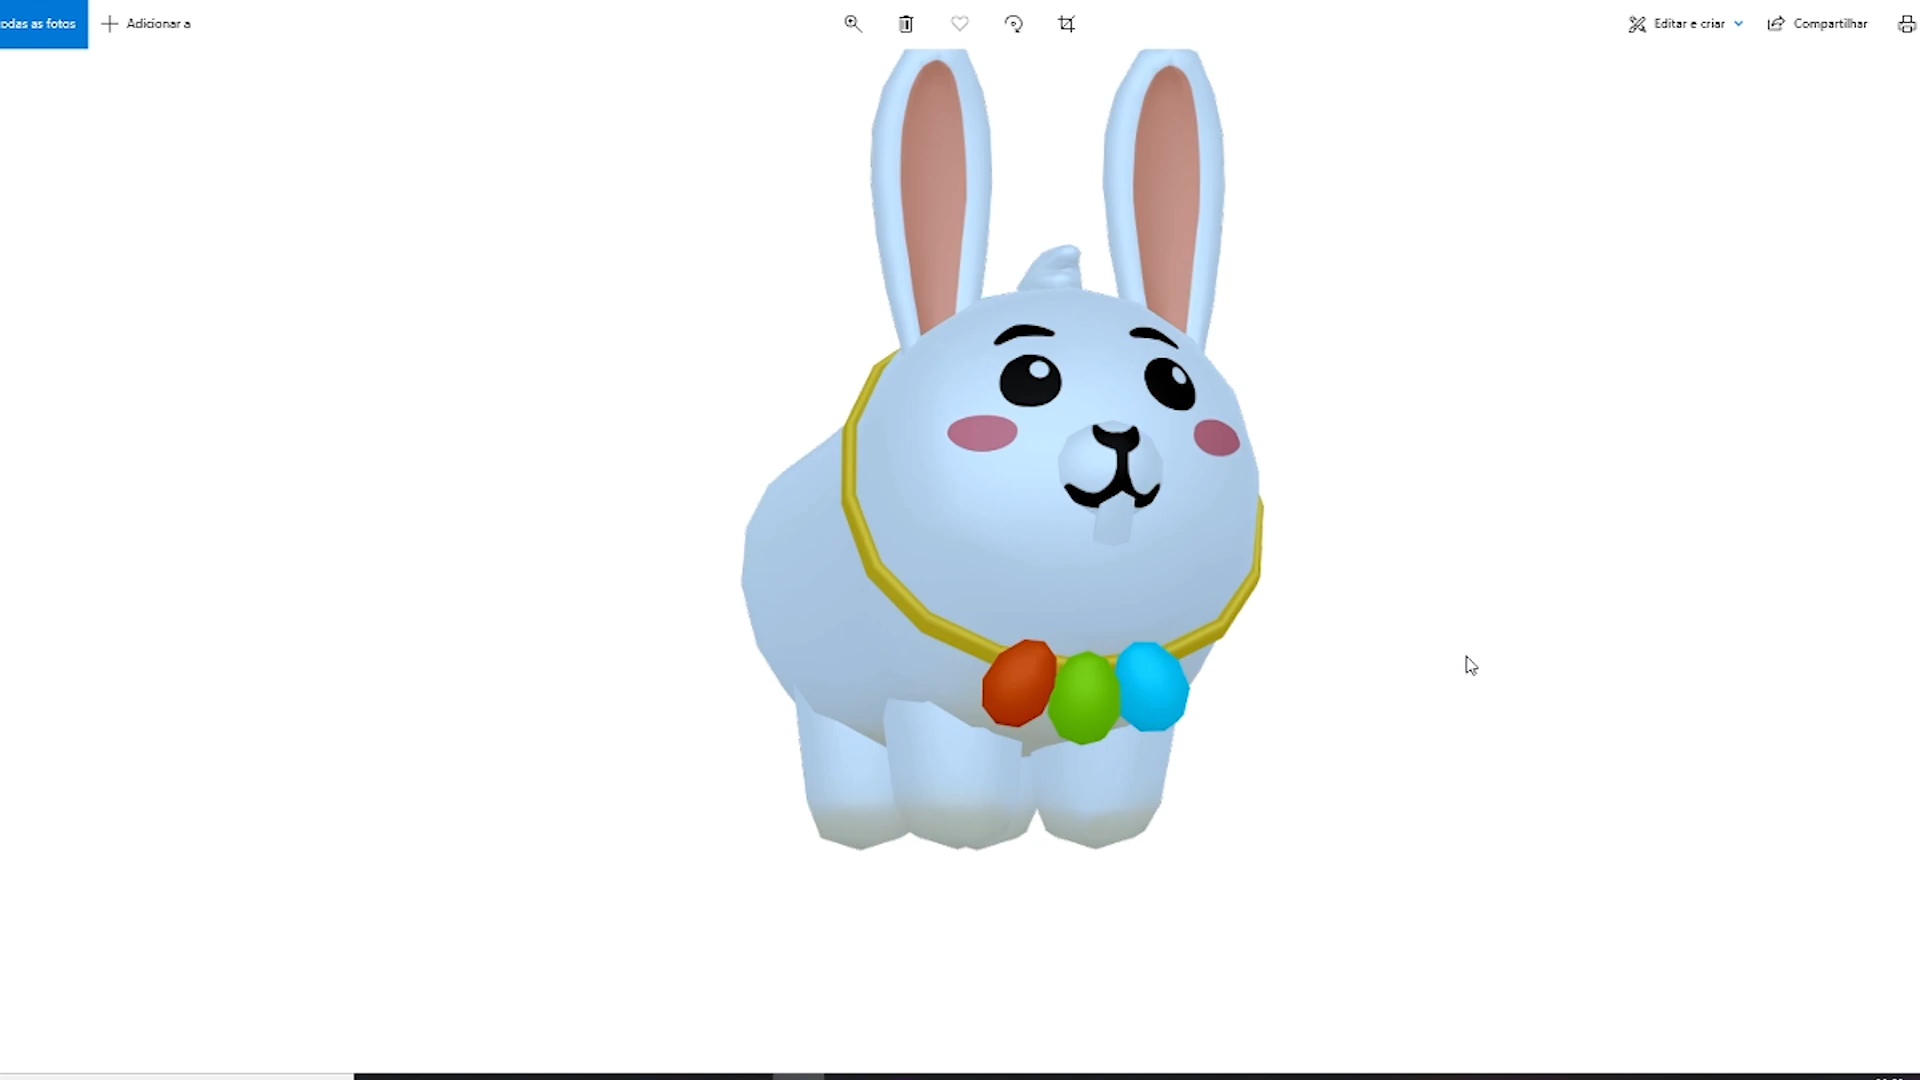 odas as fotos
Adicionar a
Editar e criar
Compartilhar